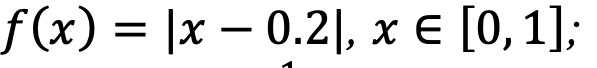 f(x) = |x − 0.2|, x ∈ [0, 1];